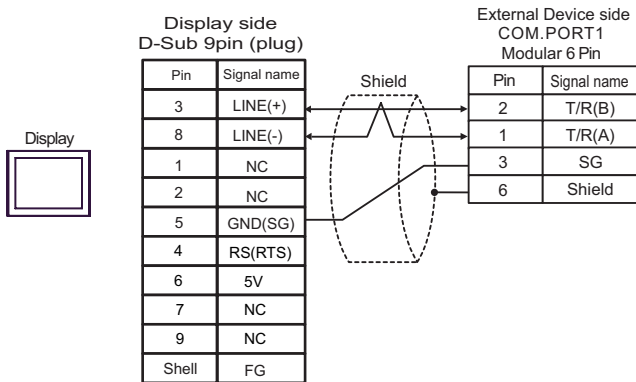 Display side
D-Sub 9pin (plug)
External Device side
COM.PORT1
Modular 6 Pin
Display
Shield
Pin Signal name
3 LINE(+)
8 LINE(-)
1 NC
2 NC
5 GND(SG)
4 RS(RTS)
6 5V
7 NC
9 NC
Shell FG
Pin Signal name
2 T/R(B)
1 T/R(A)
3 SG
6 Shield